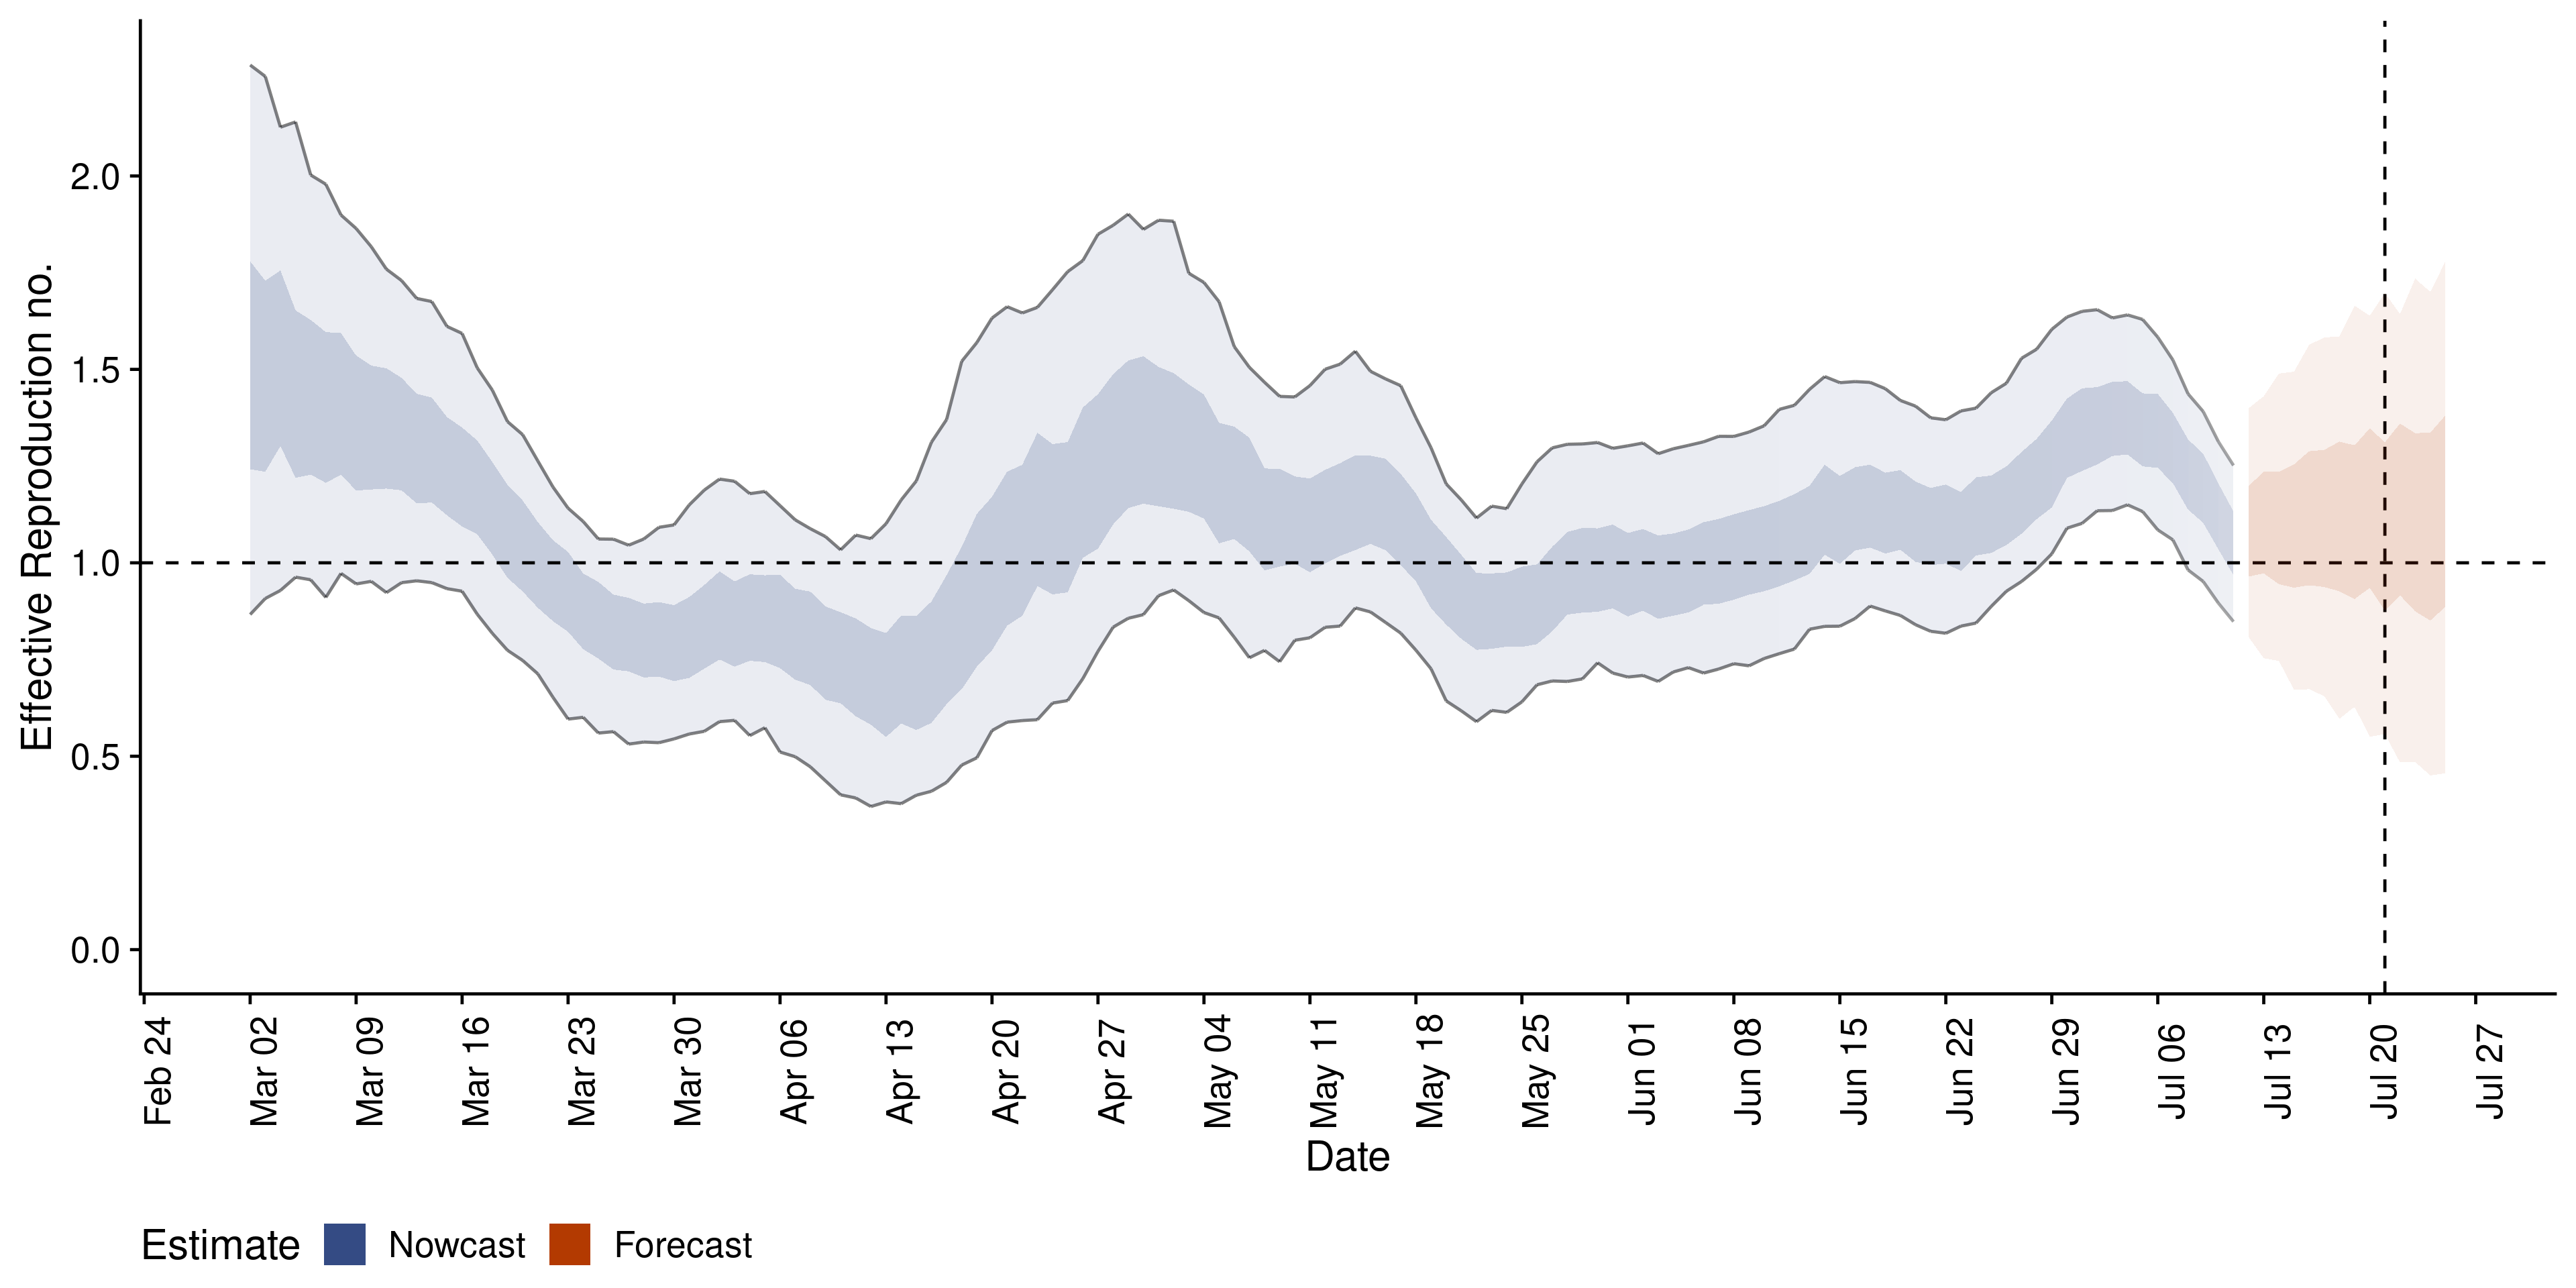 Effective Reproduction no.
2.0
1.5
1.0
0.5
0.0
Feb 24
Mar 02
Mar 09
Mar 16
Mar 23
Mar 30
Apr 06
Apr 13
Apr 20
Apr 27
May 04
May 11
May 18
May 25
Jun 01
Jun 08
Jun 15
Jun 22
Jun 29
Jul 06
Jul 13
Jul 20
Jul 27
Date
Estimate Nowcast Forecast